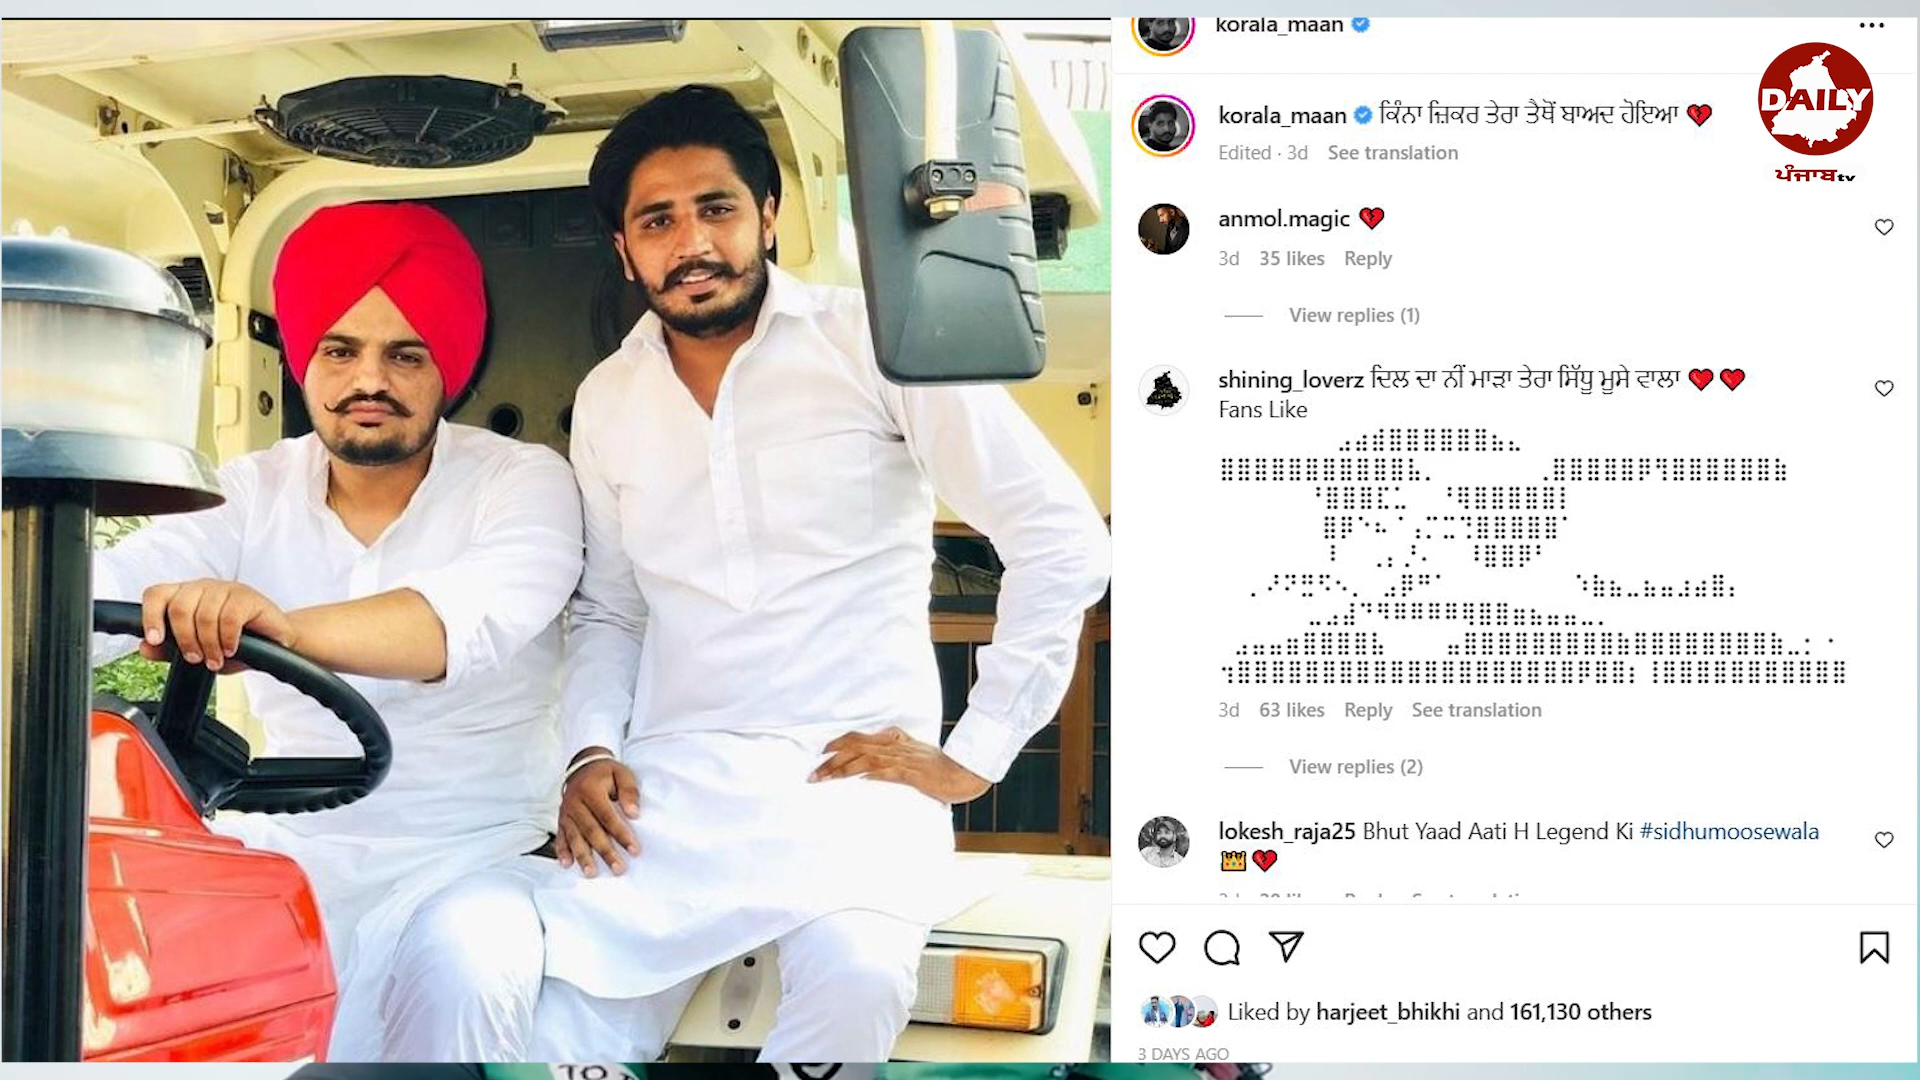 korala_maan
korala_maan ਕਿੰਨਾ ਜ਼ਿਕਰ ਤੇਰਾ ਤੈਥੋਂ ਬਾਅਦ ਹੋਇਆ 💔
Edited · 3d See translation
DAILY
ਪੰਜਾਬ tv
anmol.magic 💔
3d 35 likes Reply
View replies (1)
shining_loverz ਦਿਲ ਦਾ ਨੀਂ ਮਾੜਾ ਤੇਰਾ ਸਿੱਧੂ ਮੂਸੇ ਵਾਲਾ ❤️❤️
Fans Like
3d 63 likes Reply See translation
View replies (2)
lokesh_raja25 Bhut Yaad Aati H Legend Ki #sidhumoosewala
👑💔
Liked by harjeet_bhikhi and 161,130 others
3 DAYS AGO